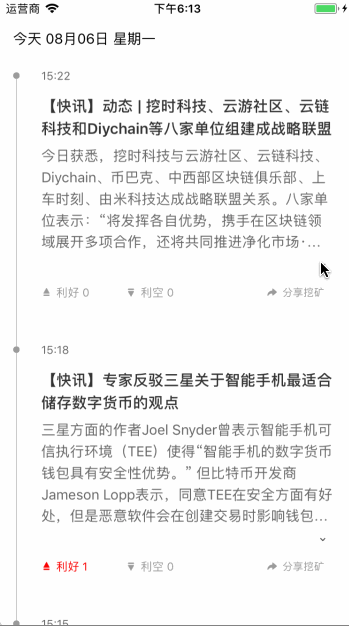 运营商 下午6:13
今天 08月06日 星期一
15:22
【快讯】动态 | 挖时科技、云游社区、云链
科技和Diychain等八家单位组建成战略联盟
今日获悉，挖时科技与云游社区、云链科技、
Diychain、币巴克、中西部区块链俱乐部、上
车时刻、由米科技达成战略联盟关系。八家单
位表示：“将发挥各自优势，携手在区块链领
域展开多项合作，还将共同推进净化市场·...
利好 0 利空 0 分享挖矿
15:18
【快讯】专家反驳三星关于智能手机最适合
储存数字货币的观点
三星方面的作者Joel Snyder曾表示智能手机可
信执行环境（TEE）使得“智能手机的数字货币
钱包具有安全性优势。” 但比特币开发商
Jameson Lopp表示，同意TEE在安全方面有好
处，但是恶意软件会在创建交易时影响钱包...
利好 1 利空 0 分享挖矿
15:15